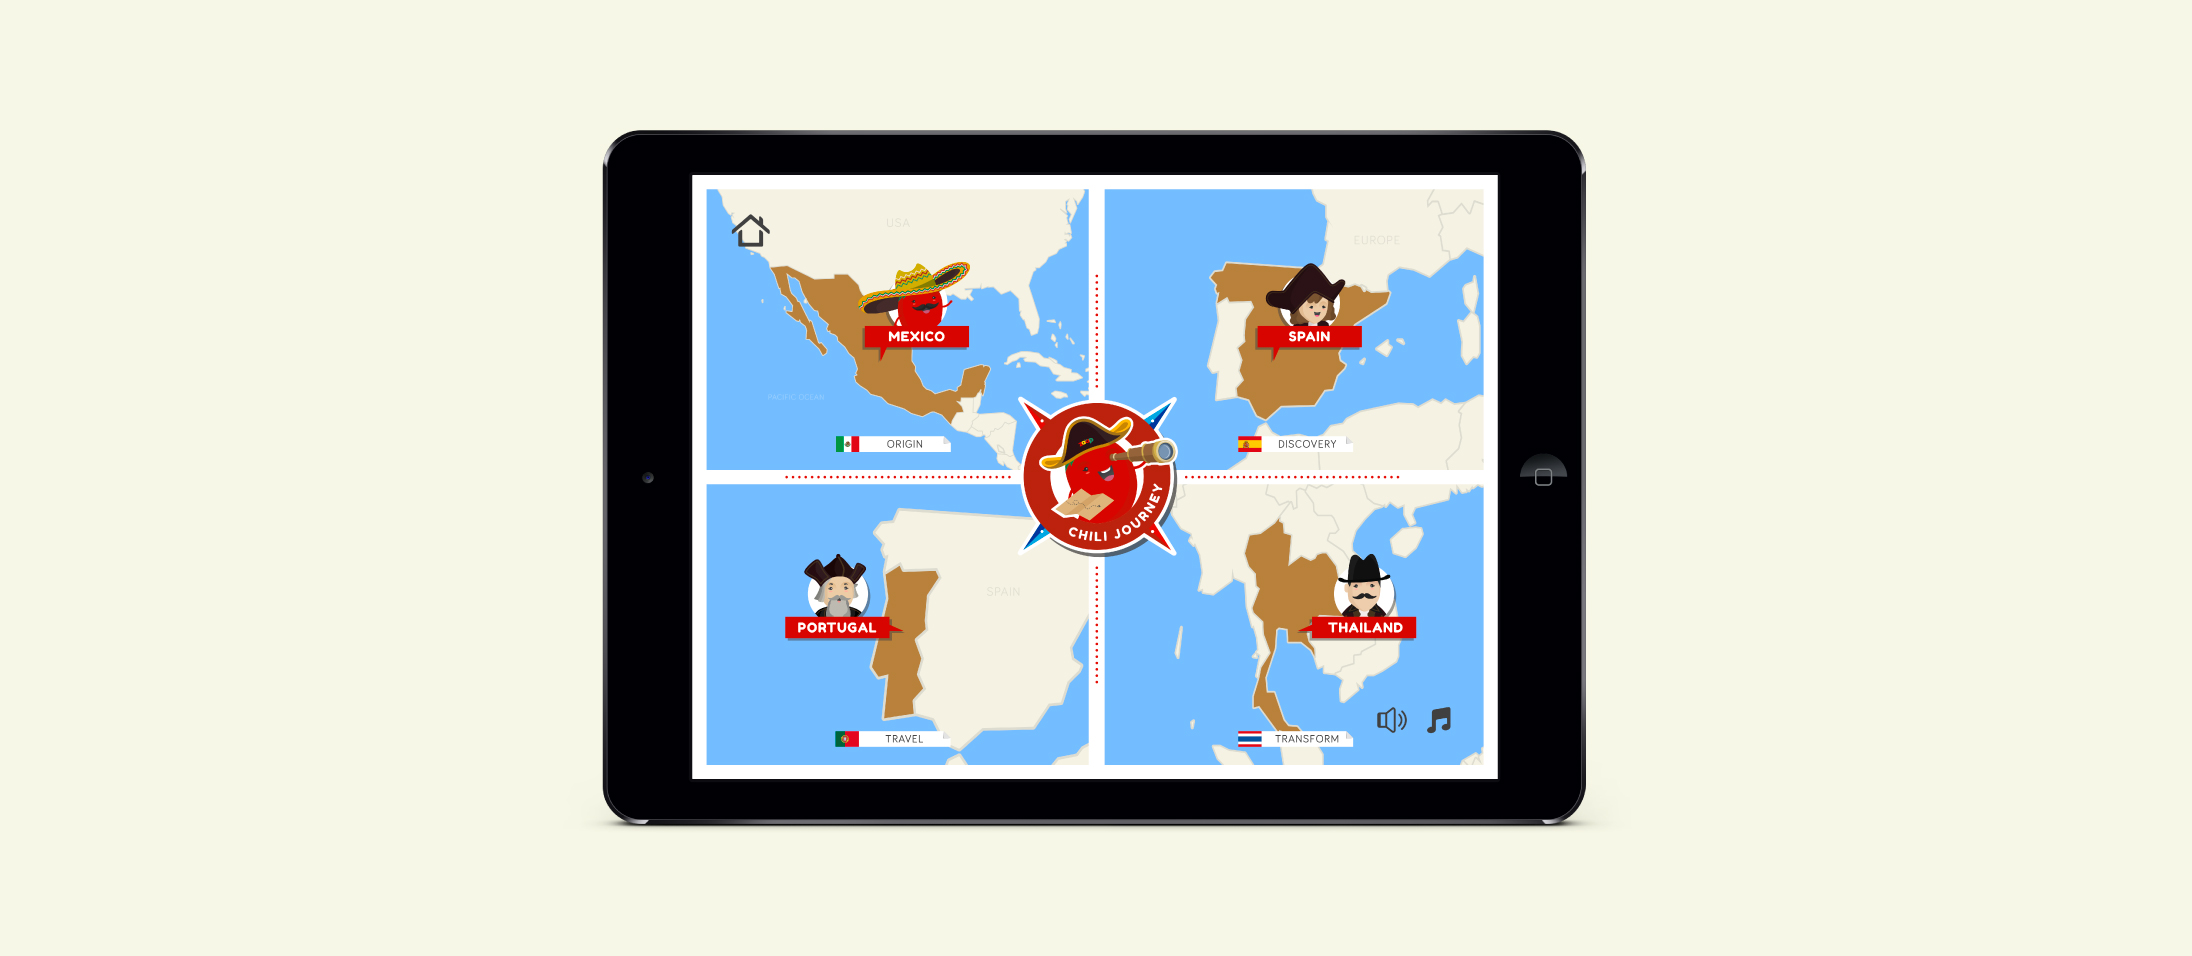 USA
MEXICO
PACIFIC OCEAN
ORIGIN
EUROPE
SPAIN
DISCOVERY
CHILI JOURNEY
PORTUGAL
SPAIN
TRAVEL
THAILAND
TRANSFORM